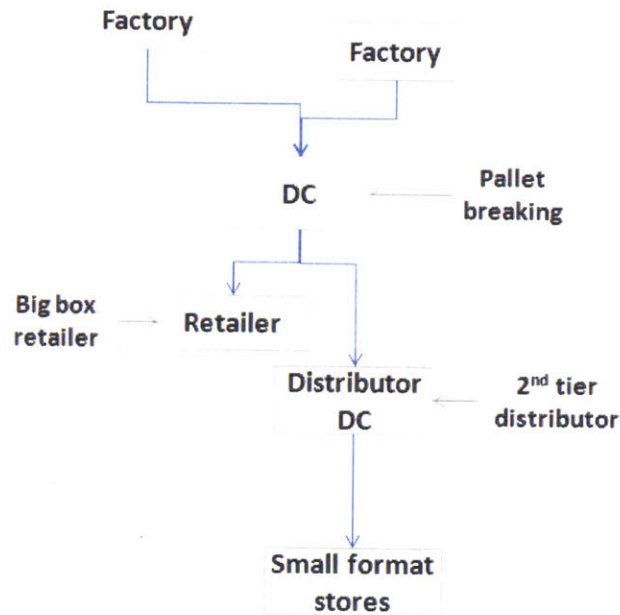 Factory
Factory
DC
Pallet
breaking
Big box
retailer
Retailer
Distributor
DC
2nd tier
distributor
Small format
stores